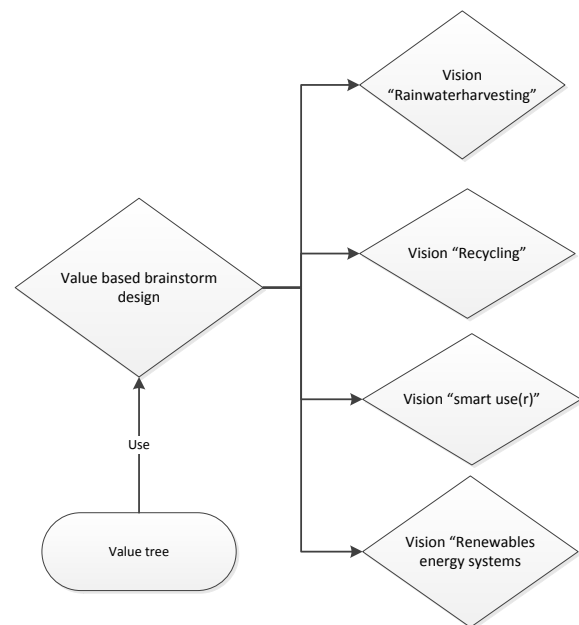 Vision
“Rainwaterharvesting”
Vision “Recycling”
Value based brainstorm
design
Vision “smart use(r)”
Use
Value tree
Vision “Renewables
energy systems